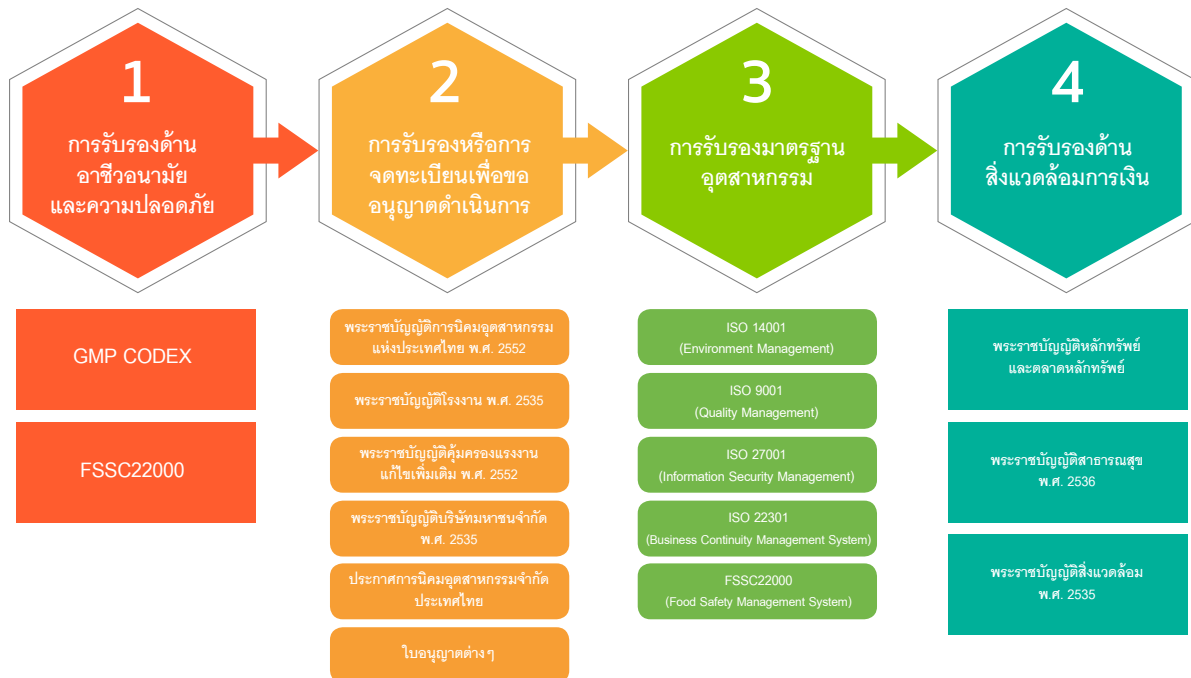 1
การรับรองด้าน
อาชีวอนามัย
และความปลอดภัย
GMP CODEX
FSSC22000
2
การรับรองหรือการ
จดทะเบียนเพื่อขอ
อนุญาตดำเนินการ
พระราชบัญญัติการนิคมอุตสาหกรรม
แห่งประเทศไทย พ.ศ. 2552
พระราชบัญญัติโรงงาน พ.ศ. 2535
พระราชบัญญัติคุ้มครองแรงงาน
แก้ไขเพิ่มเติม พ.ศ. 2552
พระราชบัญญัติบริษัทมหาชนจำกัด
พ.ศ. 2535
ประกาศการนิคมอุตสาหกรรมจำกัด
ประเทศไทย
ใบอนุญาตต่างๆ
3
การรับรองมาตรฐาน
อุตสาหกรรม
ISO 14001
(Environment Management)
ISO 9001
(Quality Management)
ISO 27001
(Information Security Management)
ISO 22301
(Business Continuity Management System)
FSSC22000
(Food Safety Management System)
4
การรับรองด้าน
สิ่งแวดล้อมการเงิน
พระราชบัญญัติหลักทรัพย์
และตลาดหลักทรัพย์
พระราชบัญญัติสาธารณสุข
พ.ศ. 2536
พระราชบัญญัติสิ่งแวดล้อม
พ.ศ. 2535